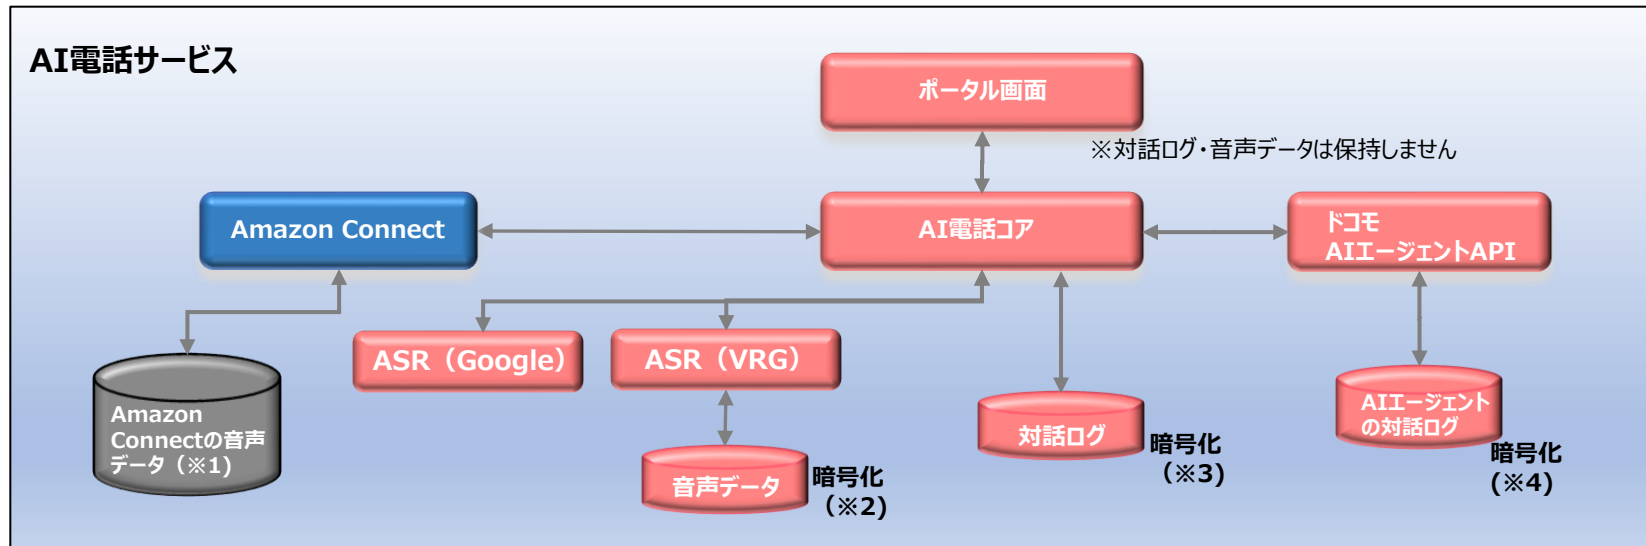 AI電話サービス
ポータル画面
※対話ログ・音声データは保持しません
Amazon Connect
AI電話コア
ドコモ
AIエージェントAPI
ASR（Google）
ASR（VRG）
Amazon
Connectの音声
データ（※1)
音声データ
暗号化
（※2)
対話ログ
暗号化
（※3)
AIエージェント
の対話ログ
暗号化
(※4)